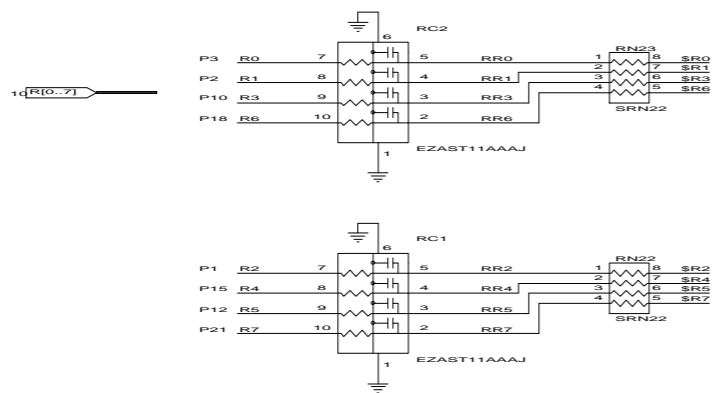 RC2
6
RN23
P3 R0 7 5 RR0 1 8 $R0
P2 R1 8 4 RR1 2 7 $R1
P10 R3 9 3 RR3 3 6 $R3
P18 R6 10 2 RR6 4 5 $R6
10 R[0..7]
SRN22
1
EZAST11AAAJ
RC1
6
RN22
P1 R2 7 5 RR2 1 8 $R2
P15 R4 8 4 RR4 2 7 $R4
P12 R5 9 3 RR5 3 6 $R5
P21 R7 10 2 RR7 4 5 $R7
SRN22
1
EZAST11AAAJ